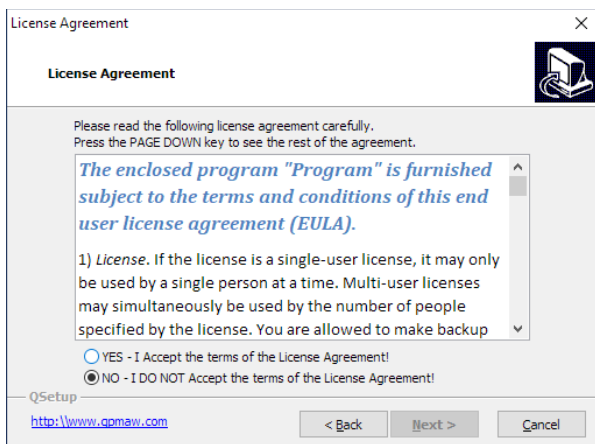 License Agreement
License Agreement
Please read the following license agreement carefully.
Press the PAGE DOWN key to see the rest of the agreement.
The enclosed program "Program" is furnished
subject to the terms and conditions of this end
user license agreement (EULA).
1) License. If the license is a single-user license, it may only
be used by a single person at a time. Multi-user licenses
may simultaneously be used by the number of people
specified by the license. You are allowed to make backup
YES - I Accept the terms of the License Agreement!
NO - I DO NOT Accept the terms of the License Agreement!
QSetup
http:\\www.gpmaw.com
< Back
Next >
Cancel